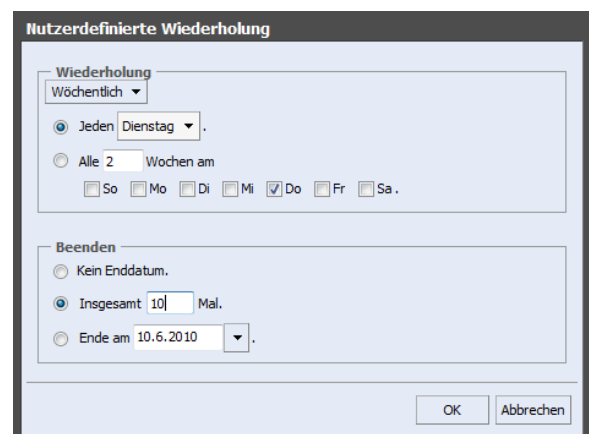 Nutzerdefinierte Wiederholung
Wiederholung
Wöchentlich
Jeden Dienstag .
Alle 2 Wochen am
So Mo Di Mi Do Fr Sa .
Beenden
Kein Enddatum.
Insgesamt 10 Mal.
Ende am 10.6.2010 .
OK Abbrechen